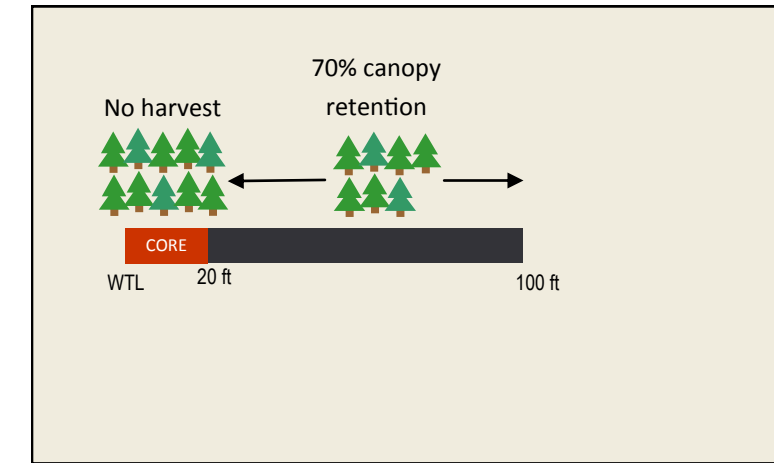 70% canopy
retention
No harvest
CORE
WTL
20 ft
100 ft